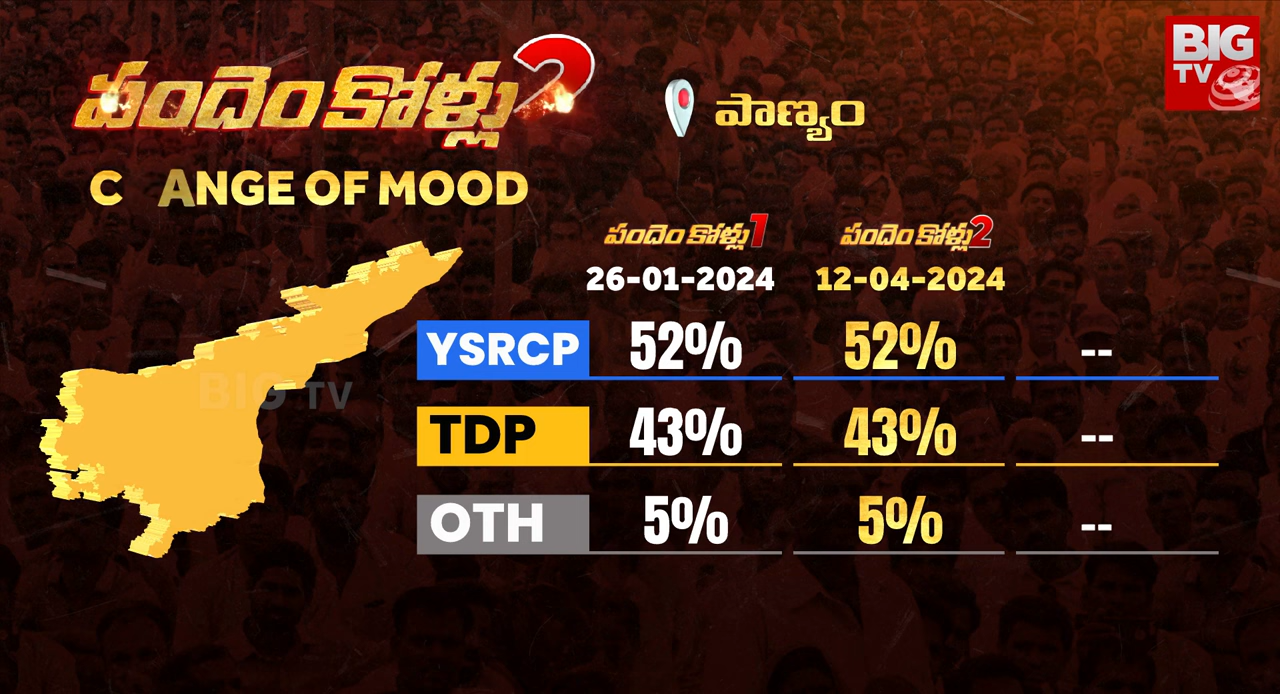 పందెంకోళ్లు 2
BIG
TV
పాణ్యం
C ANGE OF MOOD
పందెం కోళ్లు 1 పందెం కోళ్లు 2
26-01-2024 12-04-2024
YSRCP 52% 52% --
BIG TV
TDP 43% 43% --
OTH 5% 5% --